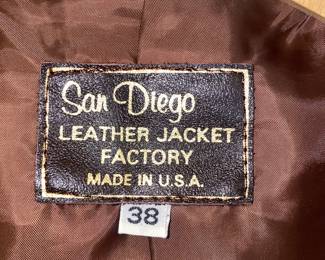 San Diego
LEATHER JACKET
FACTORY
MADE IN U.S.A.
38